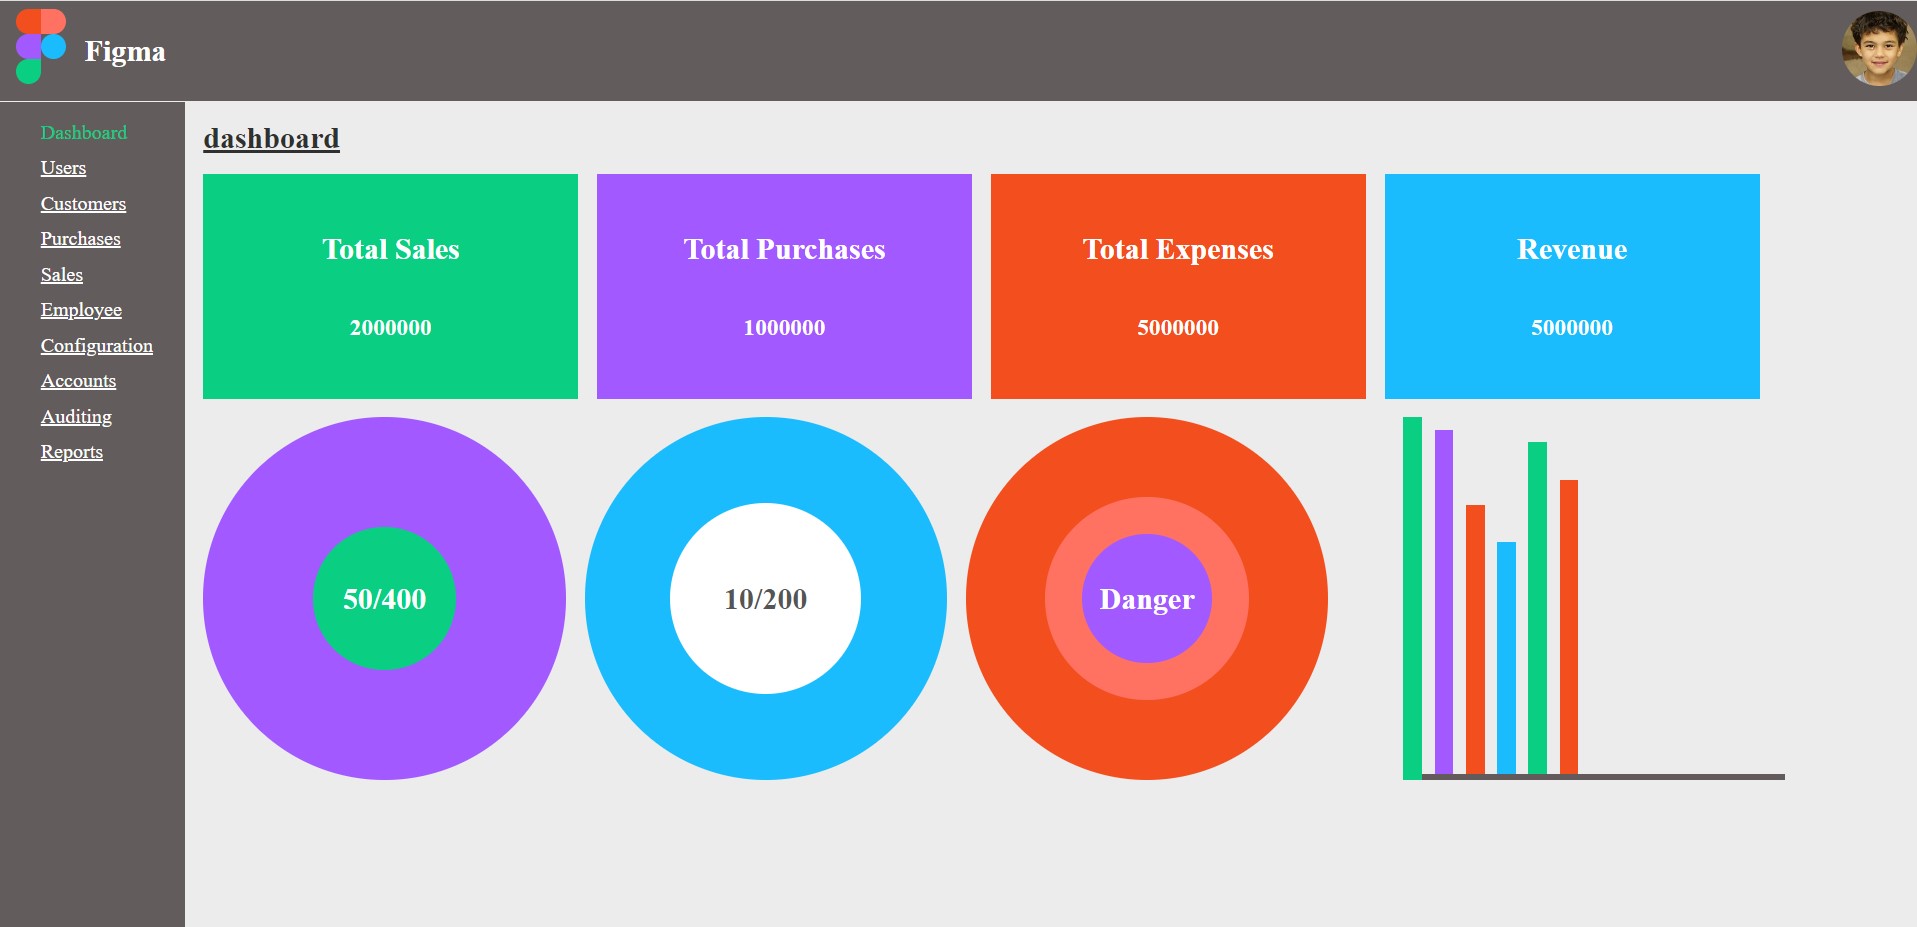 Figma
Dashboard
Users
Customers
Purchases
Sales
Employee
Configuration
Accounts
Auditing
Reports
dashboard
Total Sales
2000000
Total Purchases
1000000
Total Expenses
5000000
Revenue
5000000
50/400
10/200
Danger